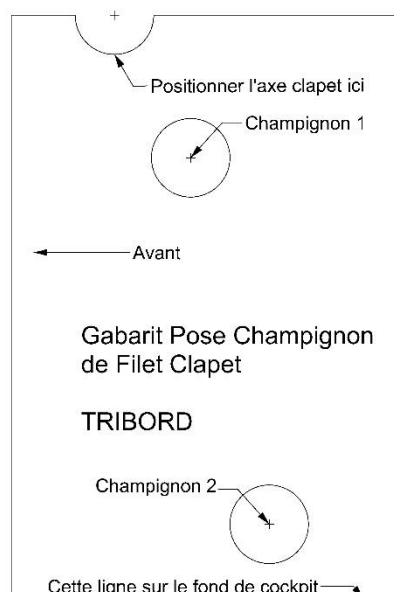 Positionner l'axe clapet ici
Champignon 1
Avant
Gabarit Pose Champignon
de Filet Clapet
TRIBORD
Champignon 2
Cette ligne sur le fond de cockpit